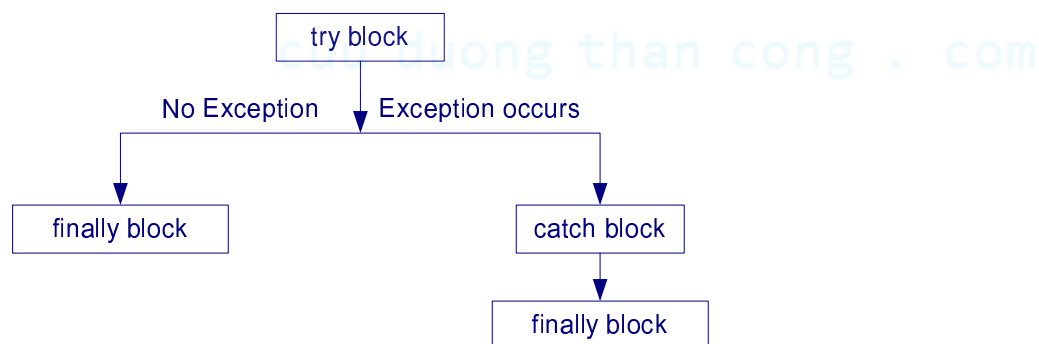 try block
cuu duong than cong . com
No Exception
Exception occurs
finally block
catch block
finally block